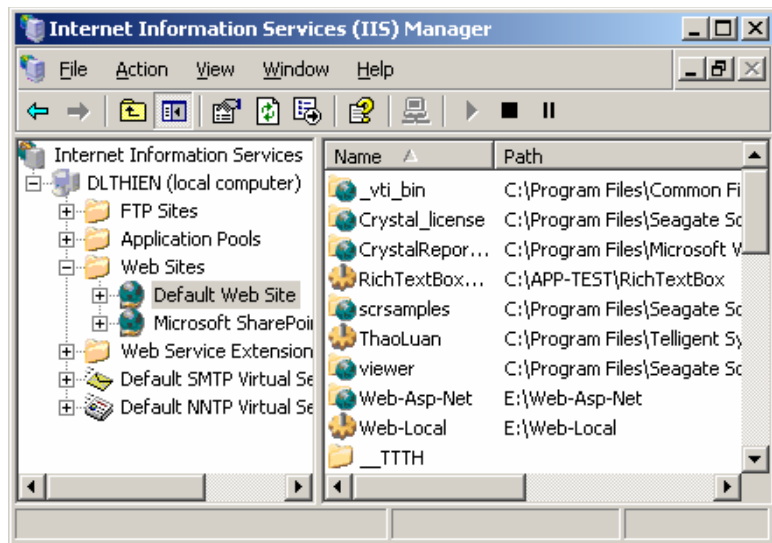 Internet Information Services (IIS) Manager
File Action View Window Help
Internet Information Services
DLTHIEN (local computer)
FTP Sites
Application Pools
Web Sites
Default Web Site
Microsoft SharePoi
Web Service Extension
Default SMTP Virtual Se
Default NNTP Virtual Se
Name Path
_vti_bin C:\Program Files\Common Fi
Crystal_license C:\Program Files\Seagate Sc
CrystalRepor... C:\Program Files\Microsoft V
RichTextBox... C:\APP-TEST\RichTextBox
scrsamples C:\Program Files\Seagate Sc
ThaoLuan C:\Program Files\Telligent Sy
viewer C:\Program Files\Seagate Sc
Web-Asp-Net E:\Web-Asp-Net
Web-Local E:\Web-Local
__TTTH